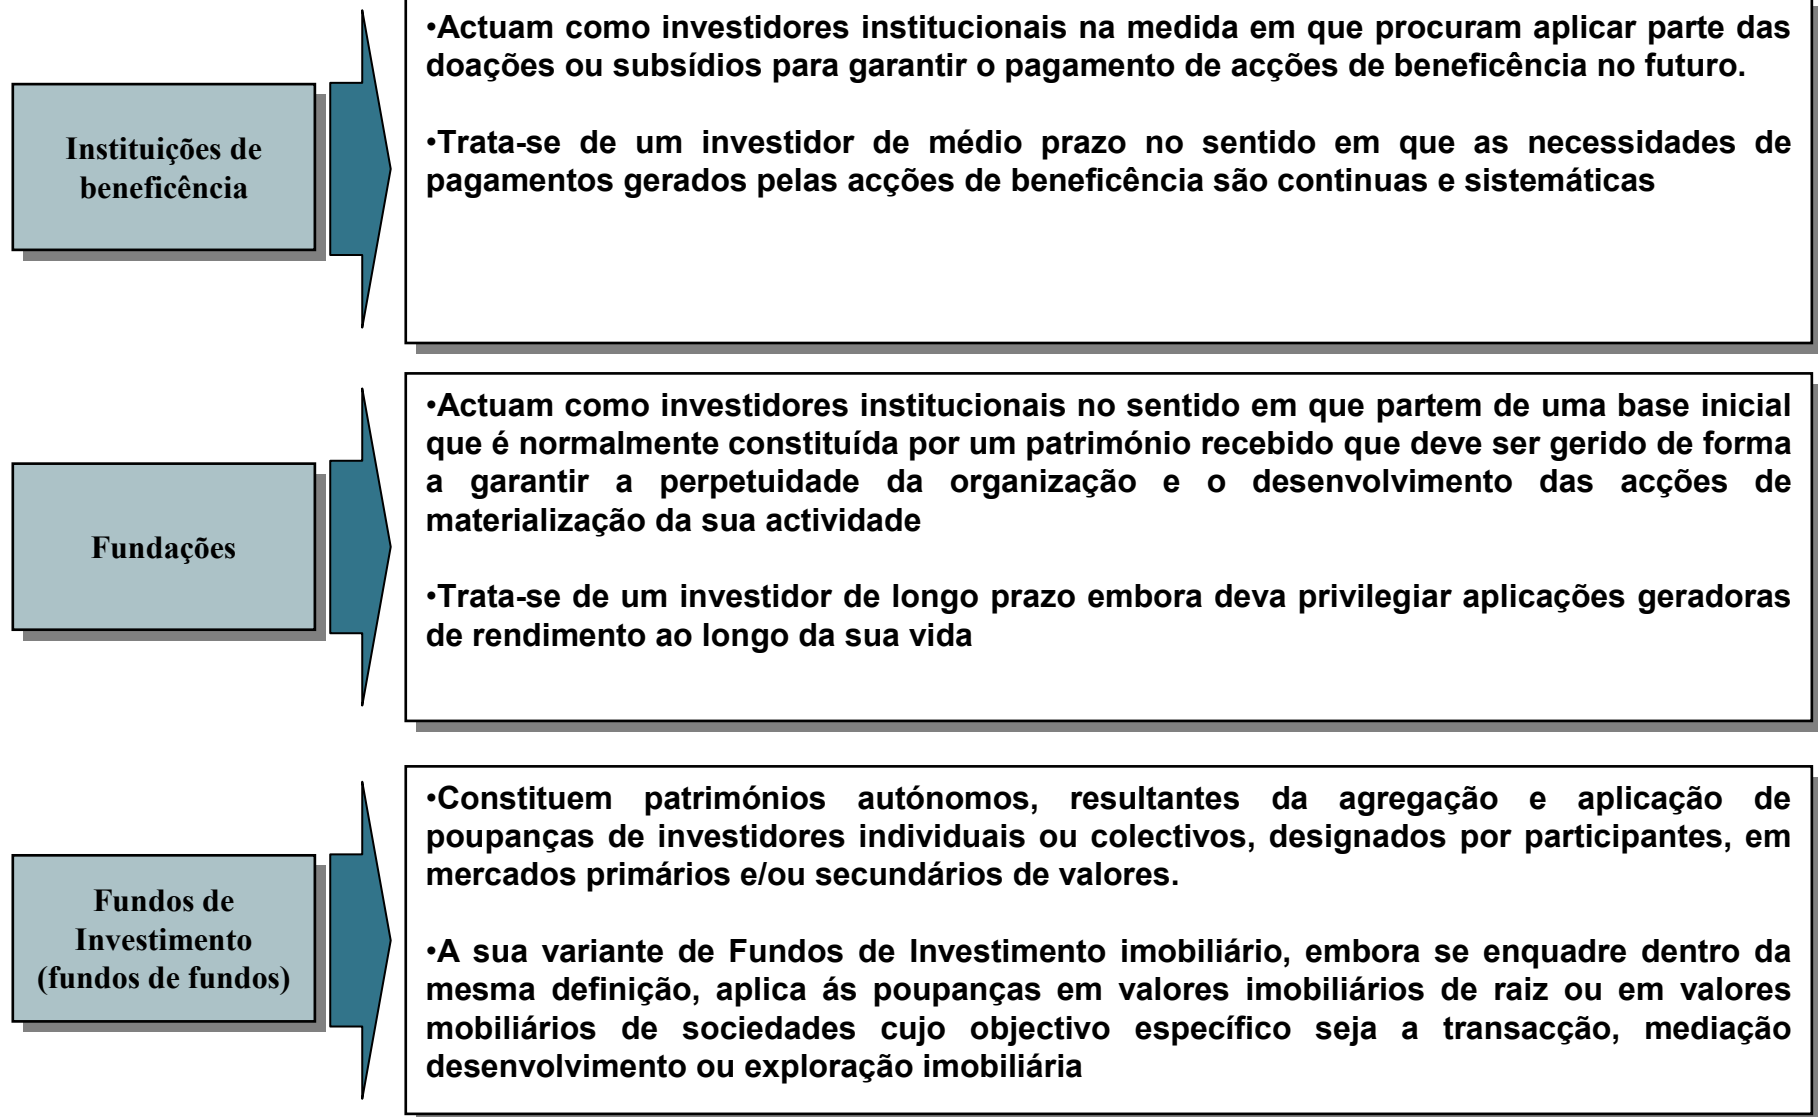 •Actuam como investidores institucionais na medida em que procuram aplicar parte das
doações ou subsídios para garantir o pagamento de acções de beneficência no futuro.
Instituições de
beneficência
•Trata-se de um investidor de médio prazo no sentido em que as necessidades de
pagamentos gerados pelas acções de beneficência são continuas e sistemáticas
•Actuam como investidores institucionais no sentido em que partem de uma base inicial
que é normalmente constituída por um património recebido que deve ser gerido de forma
a garantir a perpetuidade da organização e o desenvolvimento das acções de
materialização da sua actividade
Fundações
•Trata-se de um investidor de longo prazo embora deva privilegiar aplicações geradoras
de rendimento ao longo da sua vida
•Constituem patrimónios autónomos, resultantes da agregação e aplicação de
poupanças de investidores individuais ou colectivos, designados por participantes, em
mercados primários e/ou secundários de valores.
Fundos de
Investimento
(fundos de fundos)
•A sua variante de Fundos de Investimento imobiliário, embora se enquadre dentro da
mesma definição, aplica ás poupanças em valores imobiliários de raiz ou em valores
mobiliários de sociedades cujo objectivo específico seja a transacção, mediação
desenvolvimento ou exploração imobiliária